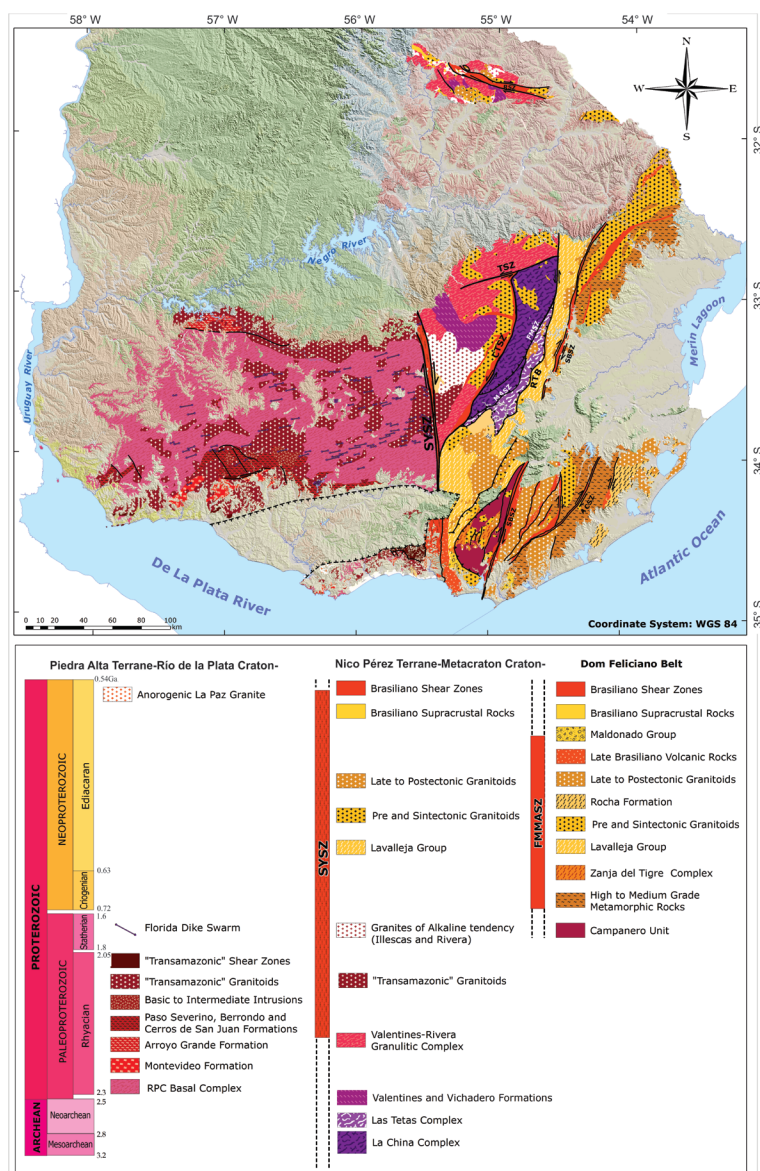 58° W
57° W
56° W
55° W
54° W
N
W
E
S
32° S
33° S
34° S
35° S
Negro River
Uruguay River
Merin Lagoon
TSZ
FTSZ
PASZ
M CSZ
RTB
SBSZ
SYSZ
SBSZ
De La Plata River
Atlantic Ocean
0 10 20 40 60 80 100
km
Coordinate System: WGS 84
Piedra Alta Terrane-Río de la Plata Craton-
Nico Pérez Terrane-Metacraton Craton-
Dom Feliciano Belt
0.54Ga
PROTEROZOIC
NEOPROTEROZOIC
Ediacaran
0.63
Criogenian
0.72
PALEOPROTEROZOIC
1.6
Statherian
1.8
2.05
Rhyacian
2.3
ARCHEAN
2.5
Neoarchean
2.8
Mesoarchean
3.2
Anorogenic La Paz Granite
Florida Dike Swarm
"Transamazonic" Shear Zones
"Transamazonic" Granitoids
Basic to Intermediate Intrusions
Paso Severino, Berrondo and
Cerros de San Juan Formations
Arroyo Grande Formation
Montevideo Formation
RPC Basal Complex
SYSZ
Brasiliano Shear Zones
Brasiliano Supracrustal Rocks
Late to Postectonic Granitoids
Pre and Sintectonic Granitoids
Lavalleja Group
Granites of Alkaline tendency
(Illescas and Rivera)
"Transamazonic" Granitoids
Valentines-Rivera
Granulitic Complex
Valentines and Vichadero Formations
Las Tetas Complex
La China Complex
FMMASZ
Brasiliano Shear Zones
Brasiliano Supracrustal Rocks
Maldonado Group
Late Brasiliano Volcanic Rocks
Late to Postectonic Granitoids
Rocha Formation
Pre and Sintectonic Granitoids
Lavalleja Group
Zanja del Tigre Complex
High to Medium Grade
Metamorphic Rocks
Campanero Unit